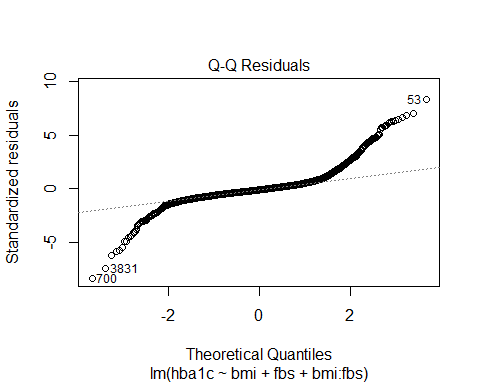 Q-Q Residuals
Standardized residuals
10
5
0
-5
53
3831
700
-2
0
2
Theoretical Quantiles
lm(hba1c ~ bmi + fbs + bmi:fbs)